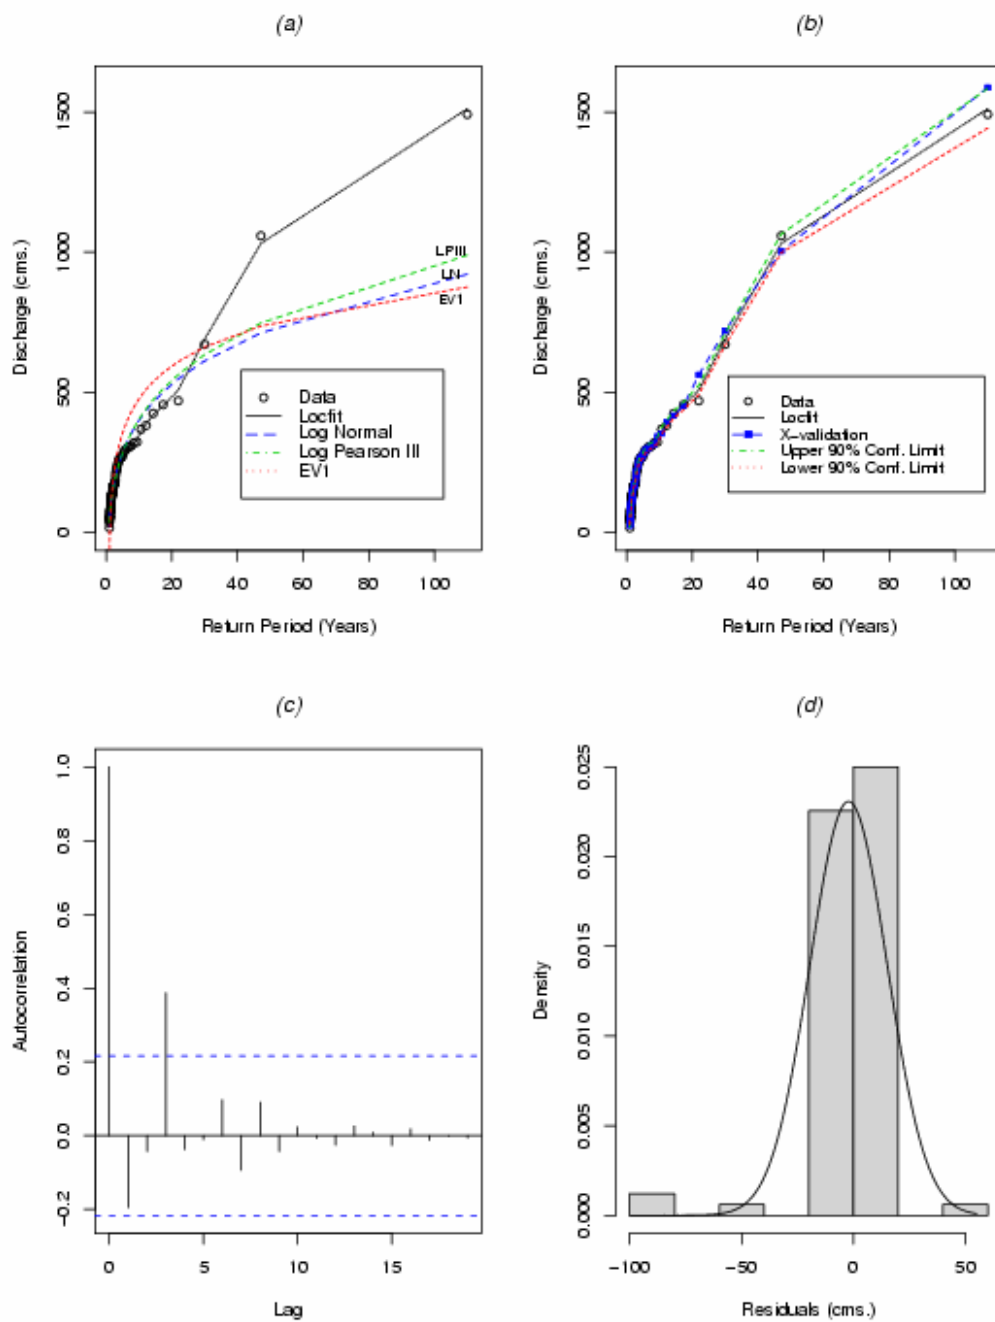 (a)
1500
1000
500
0
Discharge (cms.)
LPIII
LN
EV1
Data
Locfit
Log Normal
Log Pearson III
EV1
0 20 40 60 80 100
Return Period (Years)
(b)
1500
1000
500
0
Discharge (cms.)
Data
Locfit
X-validation
Upper 90% Conf. Limit
Lower 90% Conf. Limit
0 20 40 60 80 100
Return Period (Years)
(c)
1.0
0.8
0.6
0.4
0.2
0.0
-0.2
Autocorrelation
0 5 10 15
Lag
(d)
0.025
0.020
0.015
0.010
0.005
0.000
Density
-100 -50 0 50
Residuals (cms.)